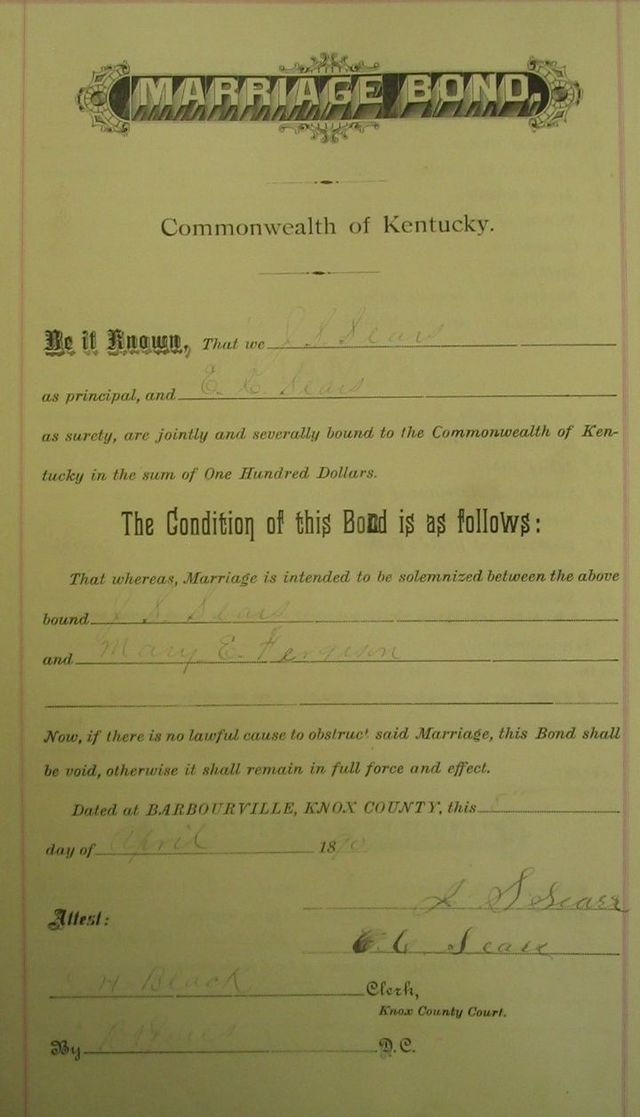 MARRIAGE BOND.
Commonwealth of Kentucky.
Be it Known, That we J. S. Sears
as principal, and E. C. Sears
as surety, are jointly and severally bound to the Commonwealth of Ken-
tucky in the sum of One Hundred Dollars.
The Condition of this Bond is as follows:
That whereas, Marriage is intended to be solemnized between the above
bound J. S. Sears
and Mary E. Fergison
Now, if there is no lawful cause to obstruct said Marriage, this Bond shall
be void, otherwise it shall remain in full force and effect.
Dated at BARBOURVILLE, KNOX COUNTY, this 8"
day of April 1890
J. S Sears
Attest:
E. C Sears
H Black Clerk,
Knox County Court.
By D.C.